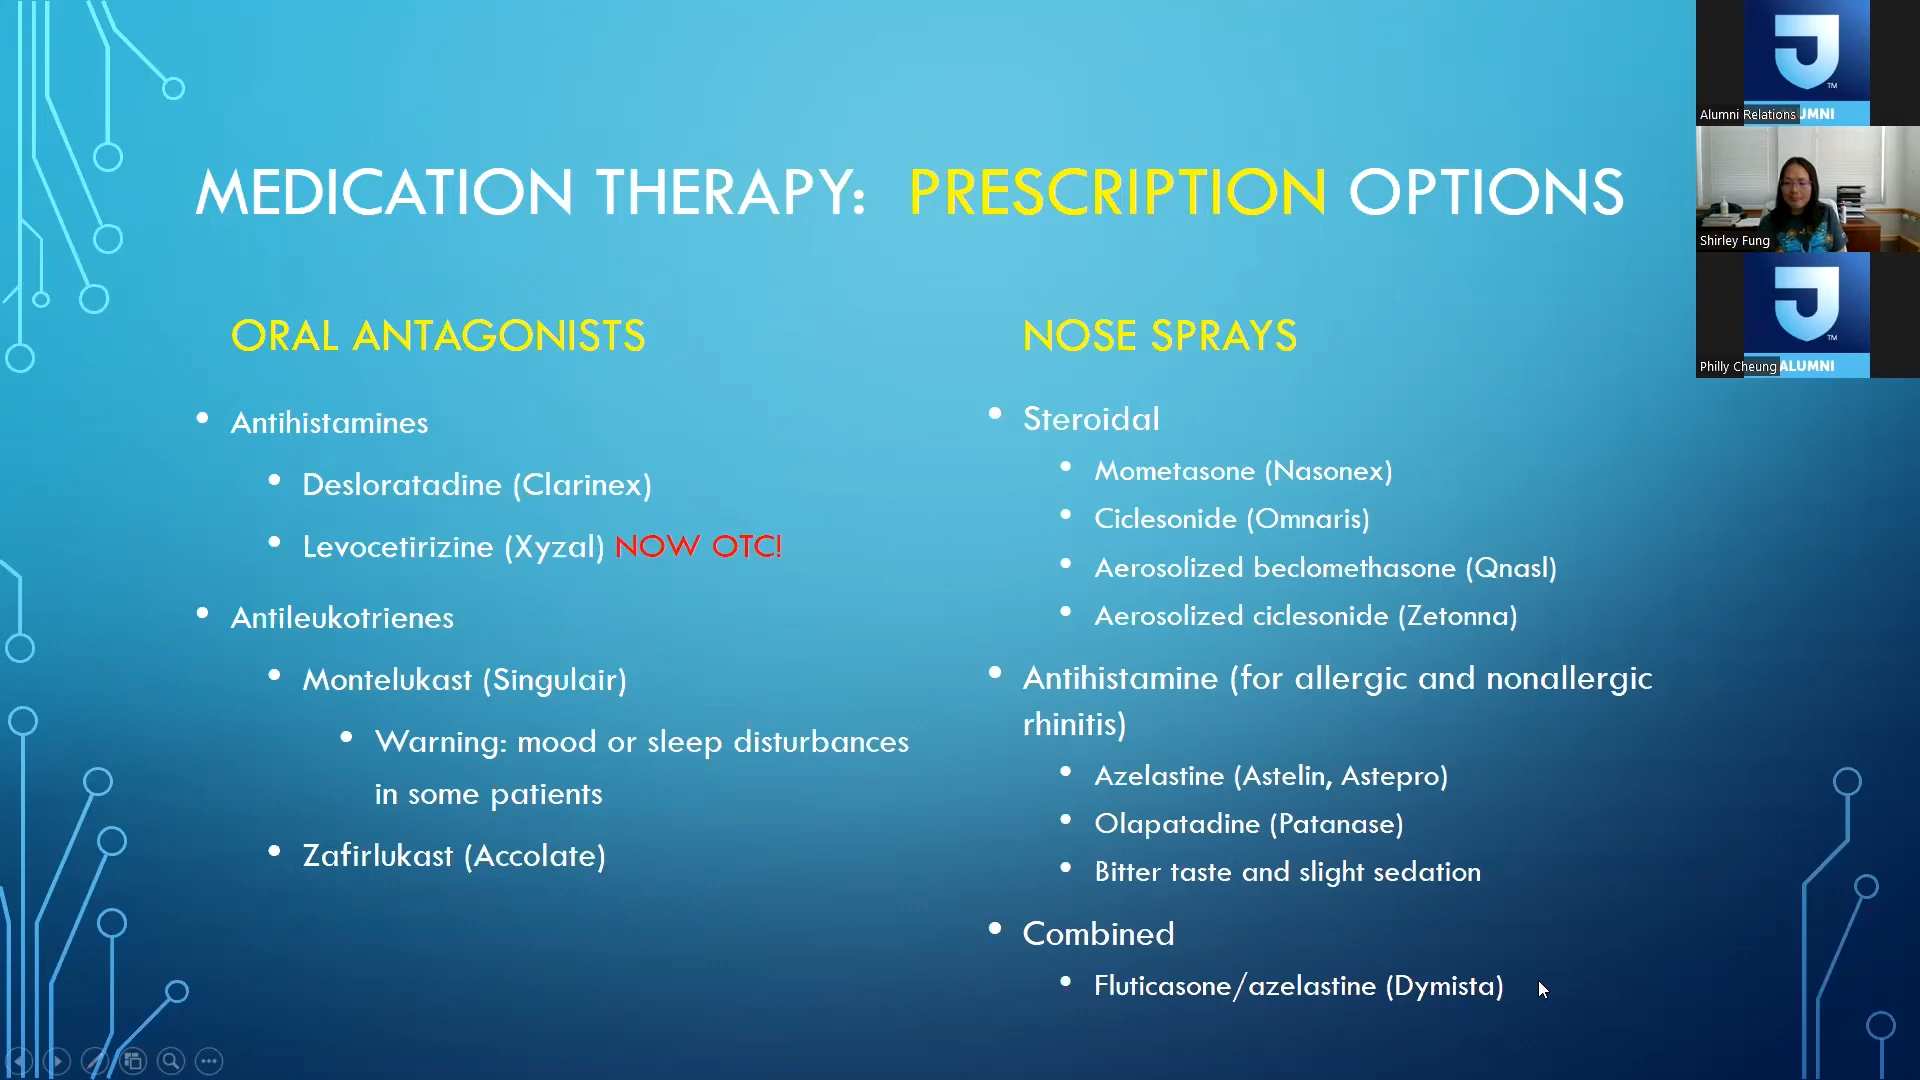 MEDICATION THERAPY: PRESCRIPTION OPTIONS
ORAL ANTAGONISTS
• Antihistamines
• Desloratadine (Clarinex)
• Levocetirizine (Xyzal) NOW OTC!
• Antileukotrienes
• Montelukast (Singulair)
• Warning: mood or sleep disturbances
in some patients
• Zafirlukast (Accolate)
NOSE SPRAYS
• Steroidal
• Mometasone (Nasonex)
• Ciclesonide (Omnaris)
• Aerosolized beclomethasone (Qnasl)
• Aerosolized ciclesonide (Zetonna)
• Antihistamine (for allergic and nonallergic
rhinitis)
• Azelastine (Astelin, Astepro)
• Olapatadine (Patanase)
• Bitter taste and slight sedation
• Combined
• Fluticasone/azelastine (Dymista)
J TM
Alumni Relations UMNI
Shirley Fung
J TM
Philly Cheung ALUMNI